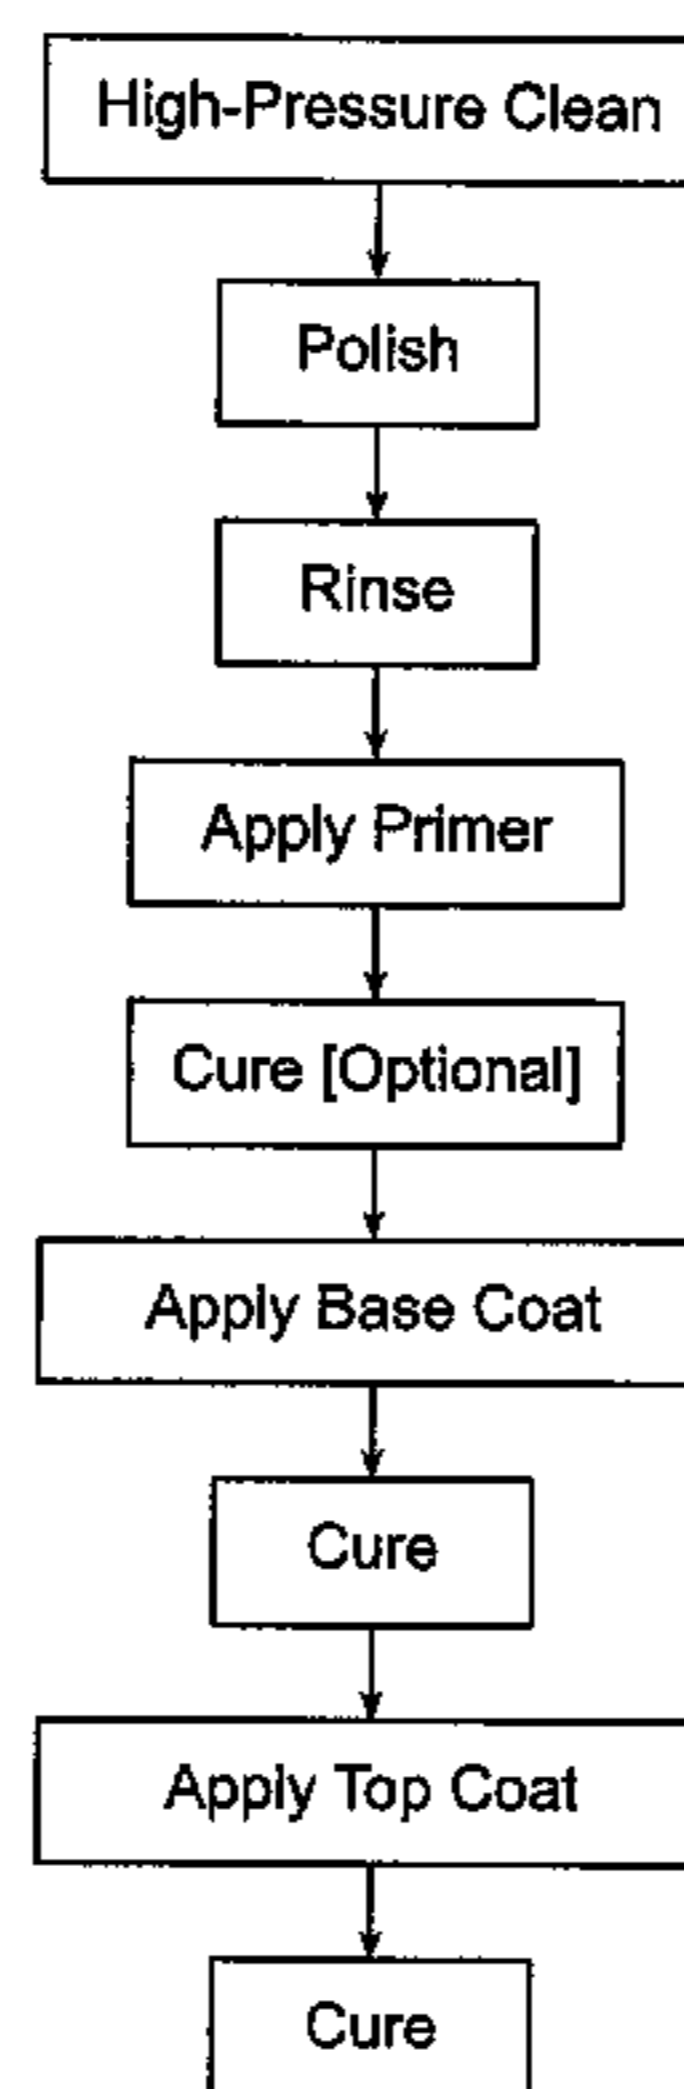 High-Pressure Clean
Polish
Rinse
Apply Primer
Cure [Optional]
Apply Base Coat
Cure
Apply Top Coat
Cure